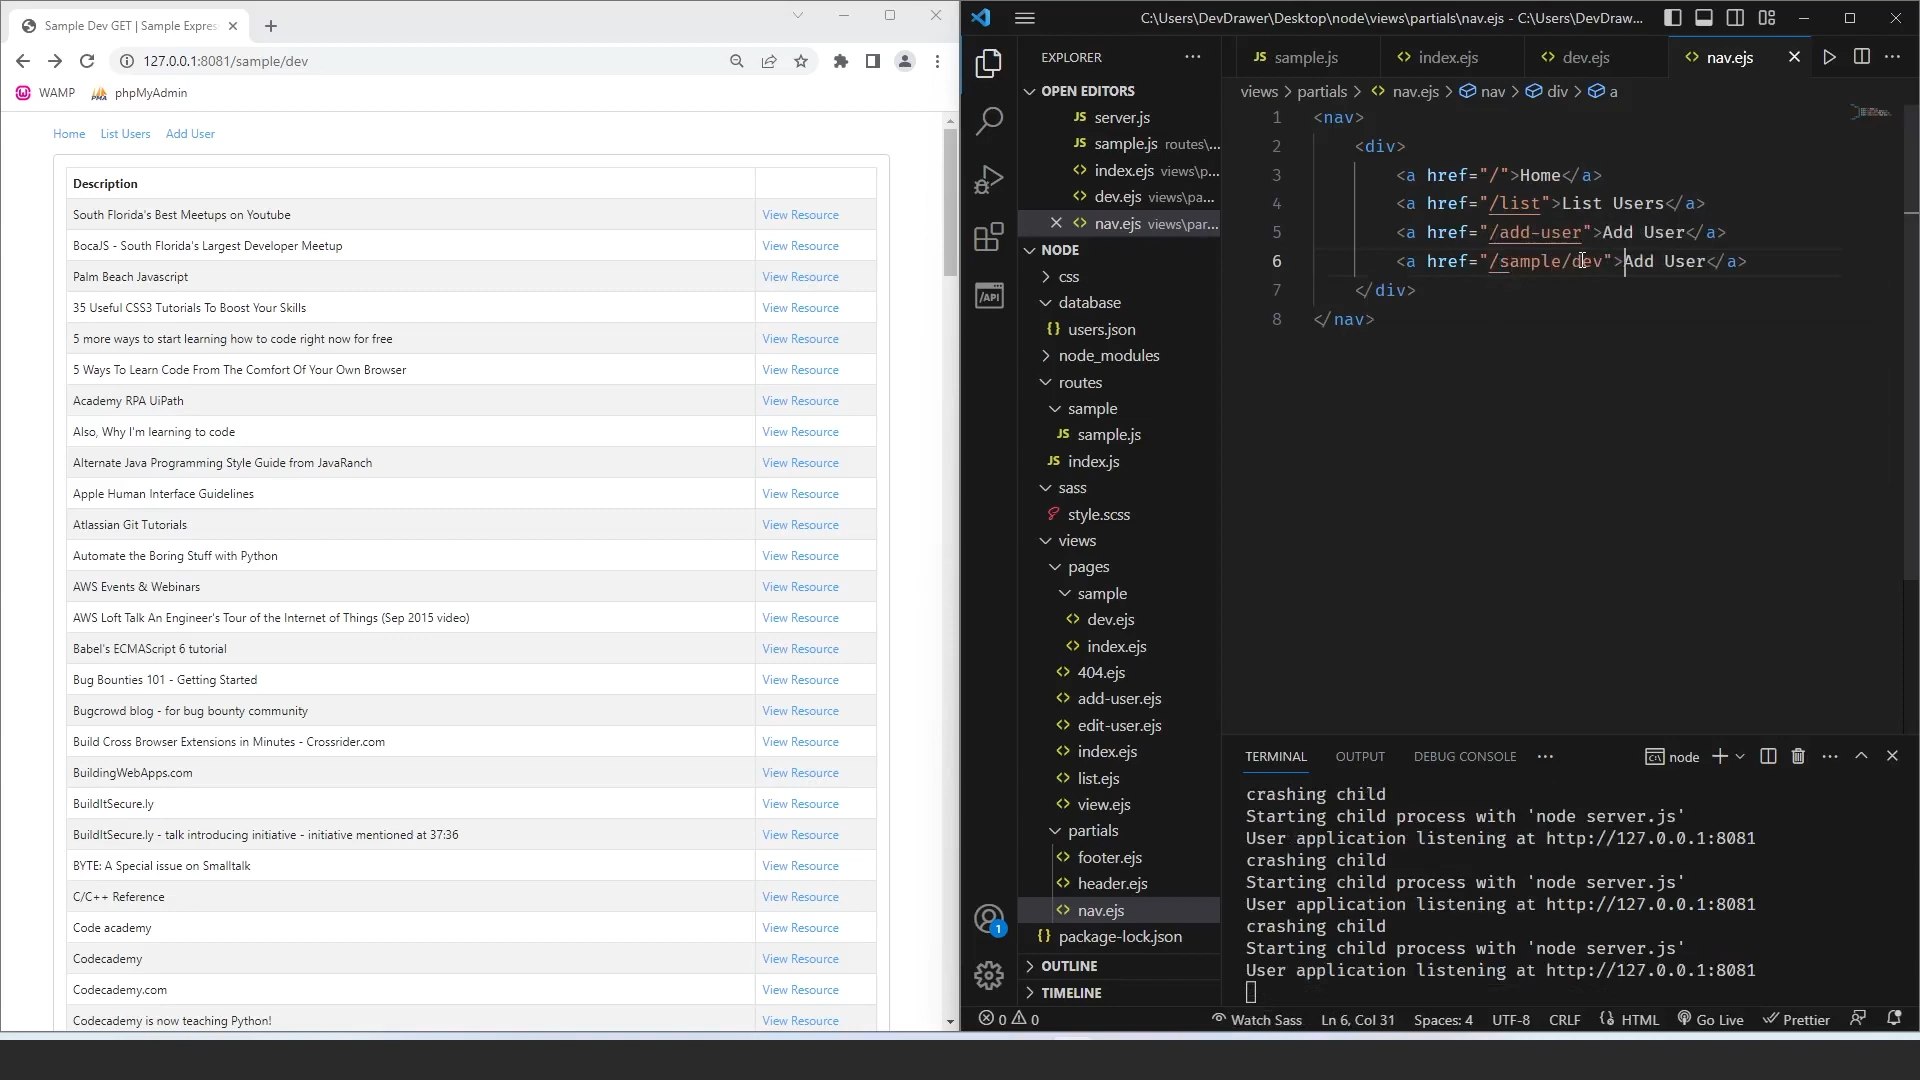 Sample Dev GET | Sample Expres
127.0.0.1:8081/sample/dev
WAMP
PMA
phpMyAdmin
Home List Users Add User
Description
South Florida's Best Meetups on Youtube View Resource
BocaJS - South Florida's Largest Developer Meetup View Resource
Palm Beach Javascript View Resource
35 Useful CSS3 Tutorials To Boost Your Skills View Resource
5 more ways to start learning how to code right now for free View Resource
5 Ways To Learn Code From The Comfort Of Your Own Browser View Resource
Academy RPA UiPath View Resource
Also, Why I'm learning to code View Resource
Alternate Java Programming Style Guide from JavaRanch View Resource
Apple Human Interface Guidelines View Resource
Atlassian Git Tutorials View Resource
Automate the Boring Stuff with Python View Resource
AWS Events & Webinars View Resource
AWS Loft Talk An Engineer's Tour of the Internet of Things (Sep 2015 video) View Resource
Babel's ECMAScript 6 tutorial View Resource
Bug Bounties 101 - Getting Started View Resource
Bugcrowd blog - for bug bounty community View Resource
Build Cross Browser Extensions in Minutes - Crossrider.com View Resource
BuildingWebApps.com View Resource
BuildItSecure.ly View Resource
BuildItSecure.ly - talk introducing initiative - initiative mentioned at 37:36 View Resource
BYTE: A Special issue on Smalltalk View Resource
C/C++ Reference View Resource
Code academy View Resource
Codecademy View Resource
Codecademy.com View Resource
Codecademy is now teaching Python! View Resource
C:\Users\DevDrawer\Desktop\node\views\partials\nav.ejs - C:\Users\DevDraw...
EXPLORER
OPEN EDITORS
JS server.js
JS sample.js routes\...
<> index.ejs views\p...
<> dev.ejs views\pa...
<> nav.ejs views\par...
NODE
css
database
{} users.json
node_modules
routes
sample
JS sample.js
JS index.js
sass
style.scss
views
pages
sample
<> dev.ejs
<> index.ejs
<> 404.ejs
<> add-user.ejs
<> edit-user.ejs
<> index.ejs
<> list.ejs
<> view.ejs
partials
<> footer.ejs
<> header.ejs
<> nav.ejs
{} package-lock.json
OUTLINE
TIMELINE
/API
1
JS sample.js <> index.ejs <> dev.ejs <> nav.ejs
views > partials > <> nav.ejs > nav > div > a
1 <nav>
2 <div>
3 <a href="/">Home</a>
4 <a href="/list">List Users</a>
5 <a href="/add-user">Add User</a>
6 <a href="/sample/dev">Add User</a>
7 </div>
8 </nav>
TERMINAL OUTPUT DEBUG CONSOLE ... node
crashing child
Starting child process with 'node server.js'
User application listening at http://127.0.0.1:8081
crashing child
Starting child process with 'node server.js'
User application listening at http://127.0.0.1:8081
crashing child
Starting child process with 'node server.js'
User application listening at http://127.0.0.1:8081
0 0 Watch Sass Ln 6, Col 31 Spaces: 4 UTF-8 CRLF {} HTML Go Live Prettier